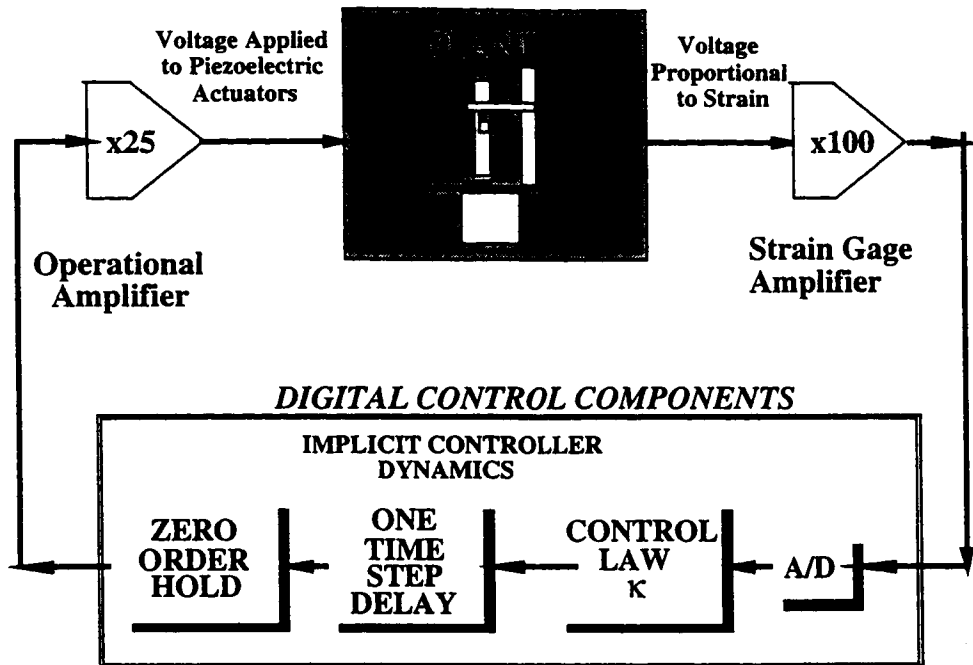 Voltage Applied
to Piezoelectric
Actuators
PLANT
Voltage
Proportional
to Strain
x25
x100
Operational
Amplifier
Strain Gage
Amplifier
DIGITAL CONTROL COMPONENTS
IMPLICIT CONTROLLER
DYNAMICS
ZERO
ORDER
HOLD
ONE
TIME
STEP
DELAY
CONTROL
LAW
κ
A/D